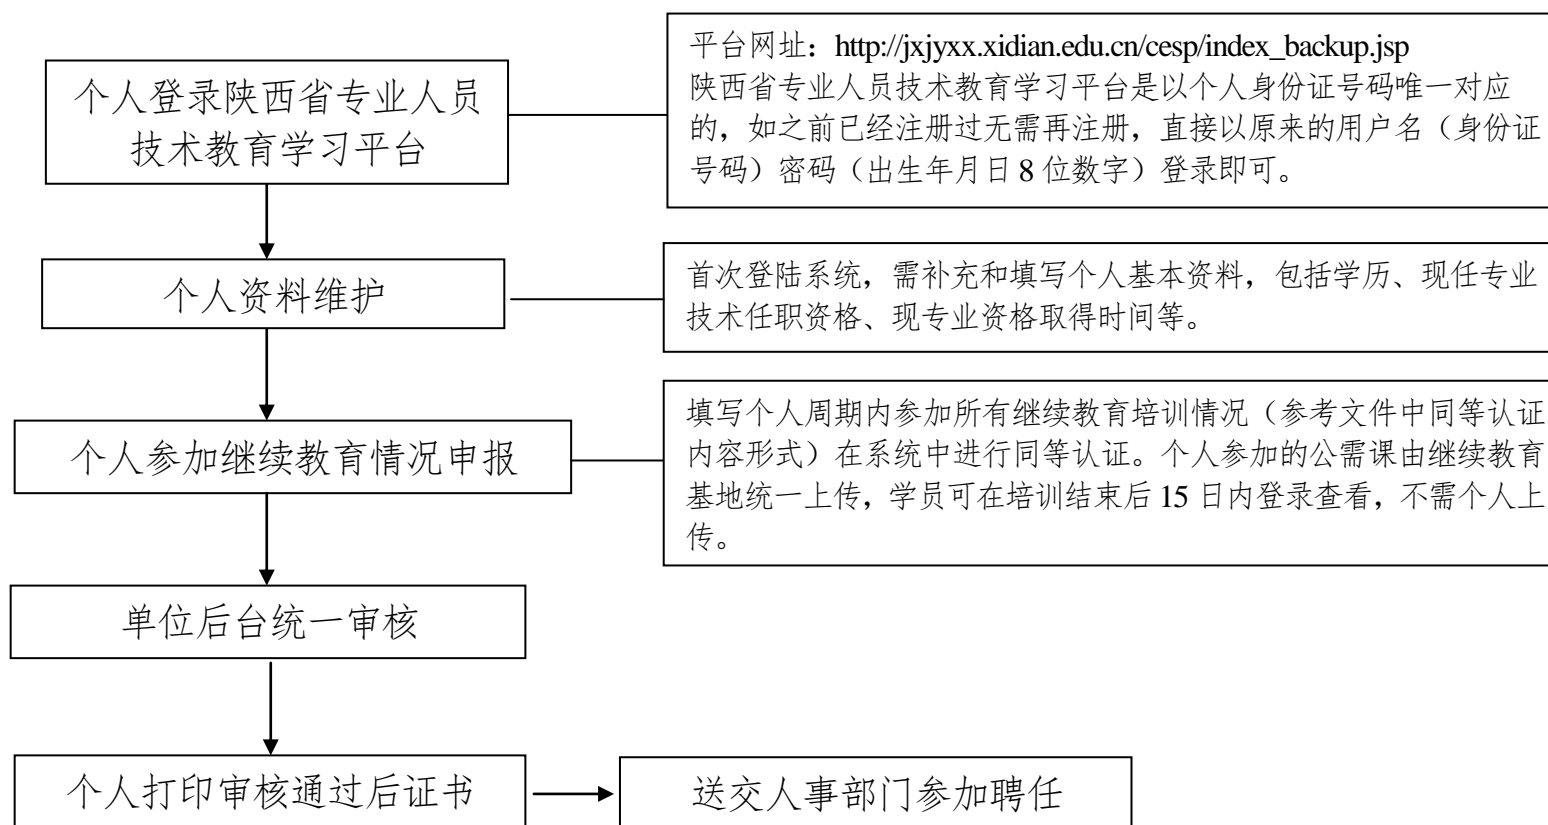 个人登录陕西省专业人员
技术教育学习平台
平台网址：http://jxjyxx.xidian.edu.cn/cesp/index_backup.jsp
陕西省专业人员技术教育学习平台是以个人身份证号码唯一对应
的，如之前已经注册过无需再注册，直接以原来的用户名（身份证
号码）密码（出生年月日8位数字）登录即可。
个人资料维护
首次登陆系统，需补充和填写个人基本资料，包括学历、现任专业
技术任职资格、现专业资格取得时间等。
个人参加继续教育情况申报
填写个人周期内参加所有继续教育培训情况（参考文件中同等认证
内容形式）在系统中进行同等认证。个人参加的公需课由继续教育
基地统一上传，学员可在培训结束后15日内登录查看，不需个人上
传。
单位后台统一审核
个人打印审核通过后证书
送交人事部门参加聘任